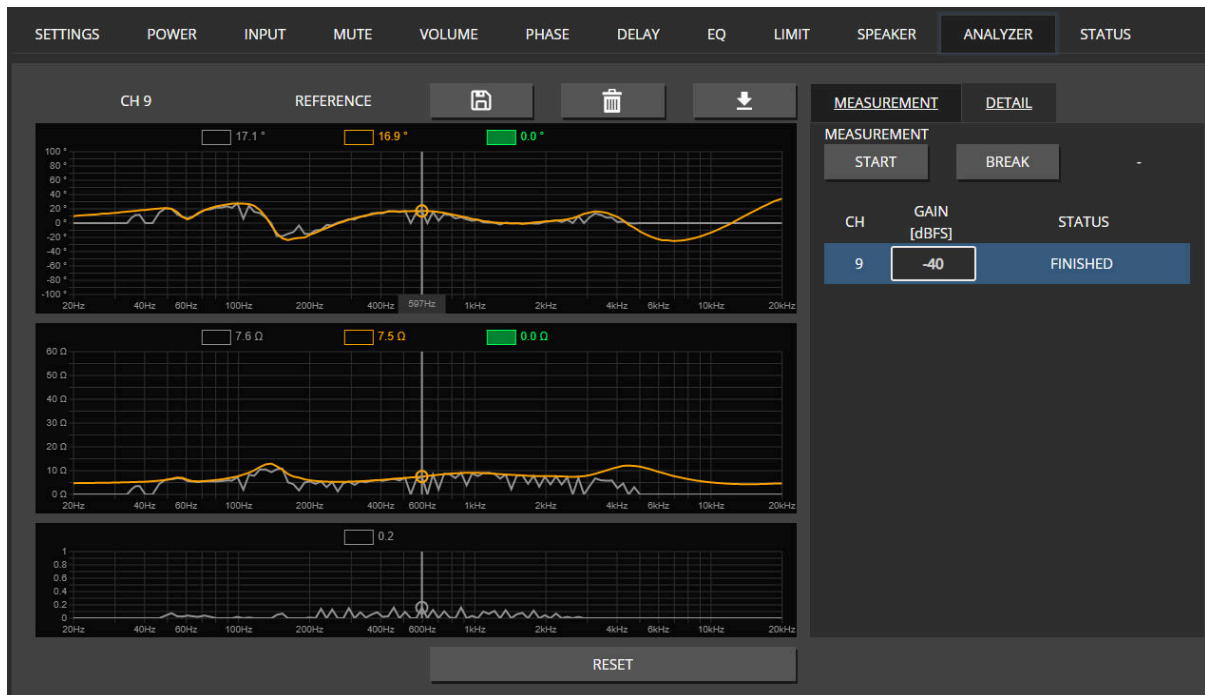 SETTINGS POWER INPUT MUTE VOLUME PHASE DELAY EQ LIMIT SPEAKER ANALYZER STATUS
CH 9 REFERENCE
17.1 ° 16.9 ° 0.0 °
100 °
80 °
60 °
40 °
20 °
0 °
-20 °
-40 °
-60 °
-80 °
-100 °
20Hz 40Hz 60Hz 100Hz 200Hz 400Hz 597Hz 1kHz 2kHz 4kHz 6kHz 10kHz 20kHz
7.6 Ω 7.5 Ω 0.0 Ω
60 Ω
50 Ω
40 Ω
30 Ω
20 Ω
10 Ω
0 Ω
20Hz 40Hz 60Hz 100Hz 200Hz 400Hz 600Hz 1kHz 2kHz 4kHz 6kHz 10kHz 20kHz
0.2
1
0.8
0.6
0.4
0.2
0
20Hz 40Hz 60Hz 100Hz 200Hz 400Hz 600Hz 1kHz 2kHz 4kHz 6kHz 10kHz 20kHz
RESET
MEASUREMENT DETAIL
MEASUREMENT
START BREAK -
CH GAIN STATUS
[dBFS]
9 -40 FINISHED